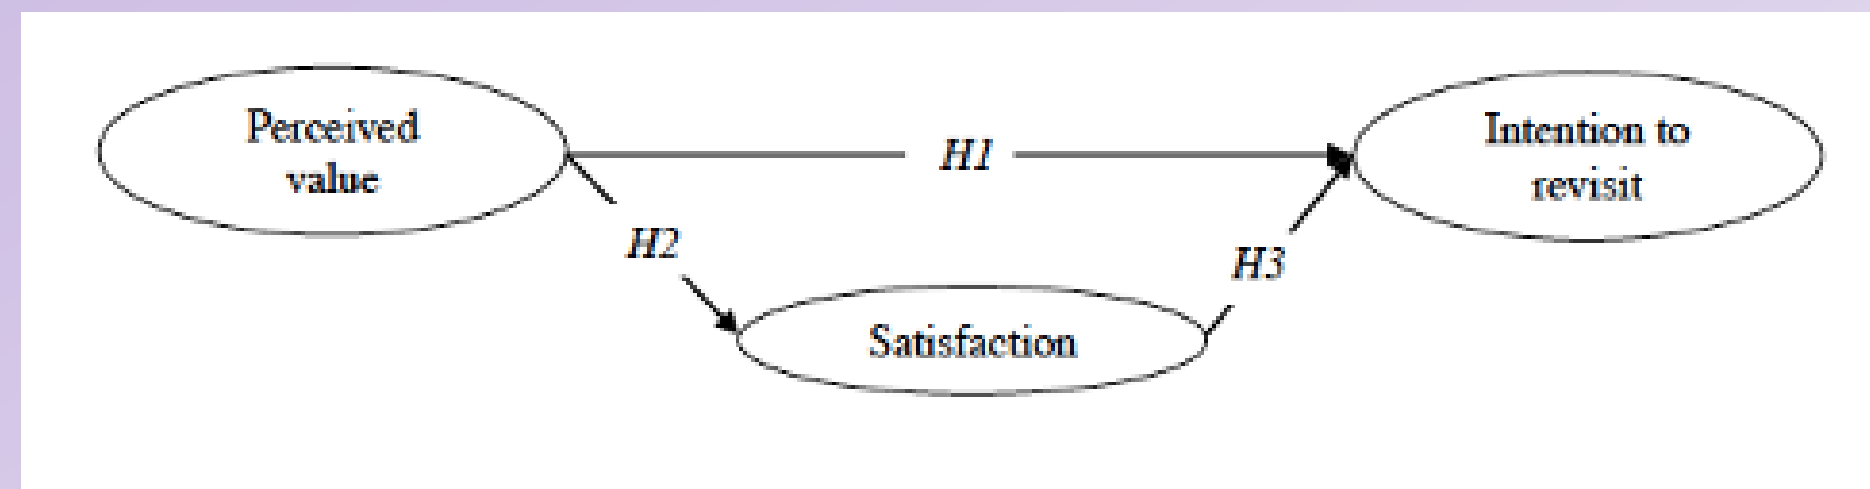 Perceived
value
H1
Intention to
revisit
H2
H3
Satisfaction